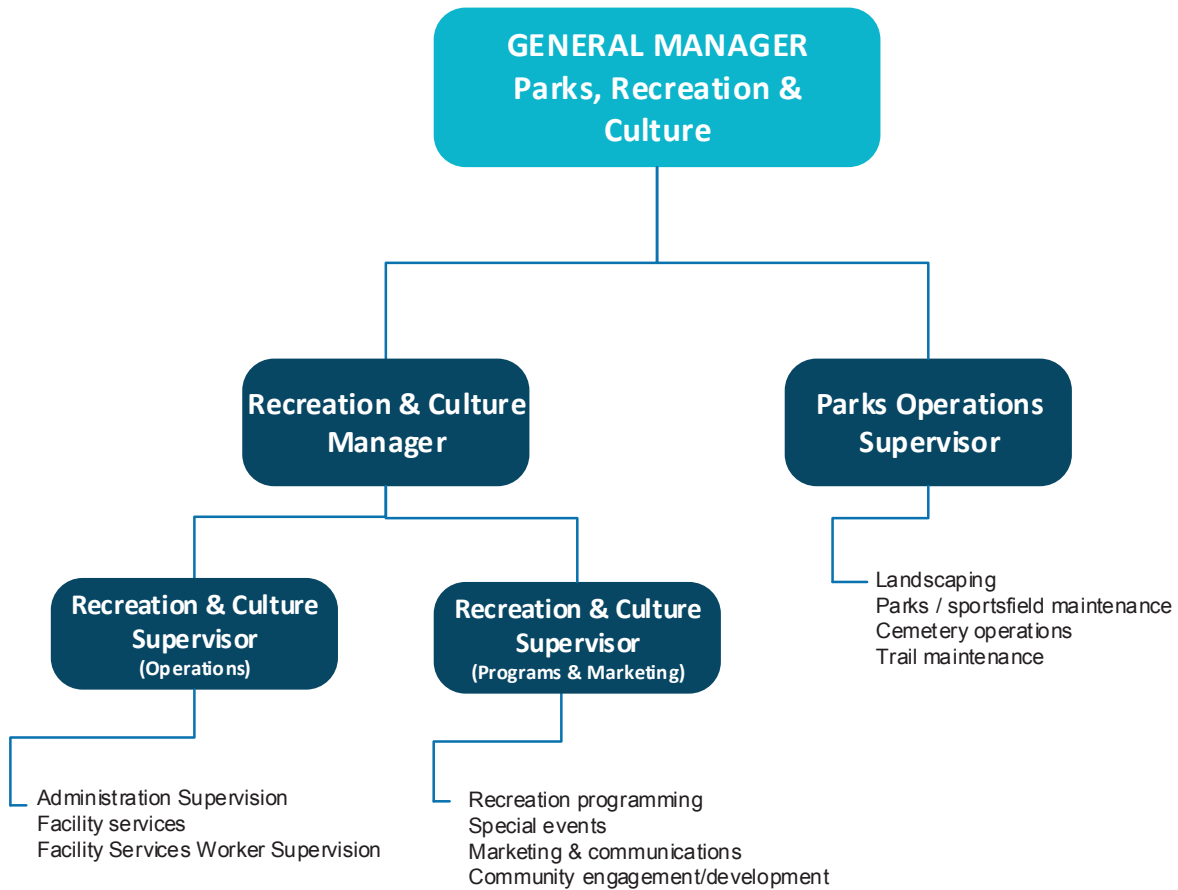 GENERAL MANAGER
Parks, Recreation &
Culture
Recreation & Culture
Manager
Parks Operations
Supervisor
Recreation & Culture
Supervisor
(Operations)
Recreation & Culture
Supervisor
(Programs & Marketing)
Landscaping
Parks / sportsfield maintenance
Cemetery operations
Trail maintenance
Administration Supervision
Facility services
Facility Services Worker Supervision
Recreation programming
Special events
Marketing & communications
Community engagement/development